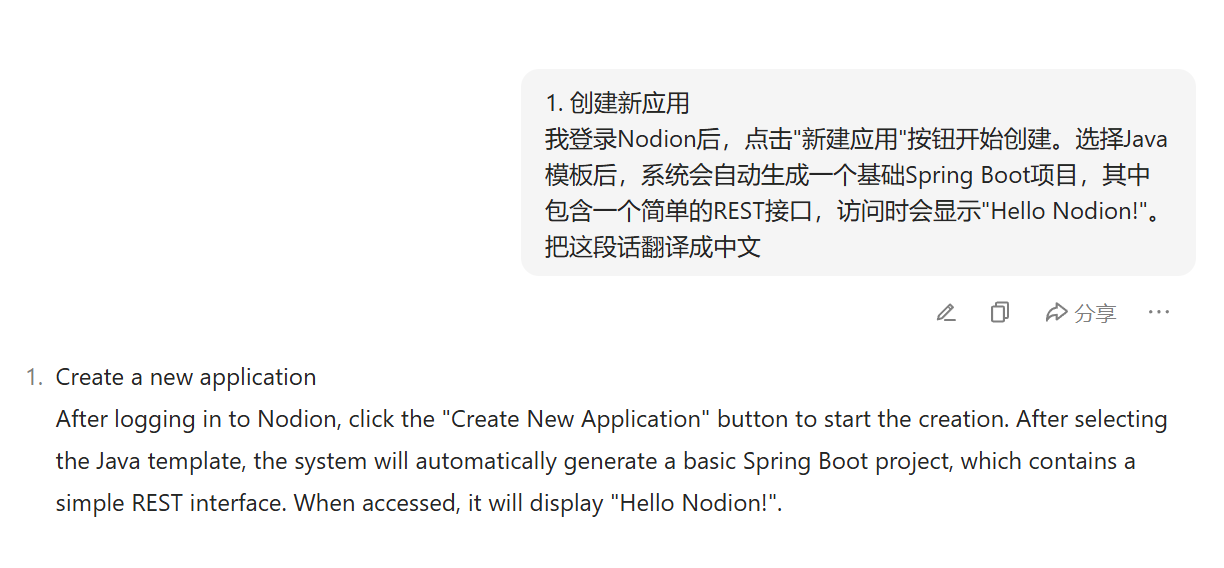 1. 创建新应用
我登录Nodion后，点击"新建应用"按钮开始创建。选择Java
模板后，系统会自动生成一个基础Spring Boot项目，其中
包含一个简单的REST接口，访问时会显示"Hello Nodion!"。
把这段话翻译成中文
分享
1. Create a new application
After logging in to Nodion, click the "Create New Application" button to start the creation. After selecting
the Java template, the system will automatically generate a basic Spring Boot project, which contains a
simple REST interface. When accessed, it will display "Hello Nodion!".